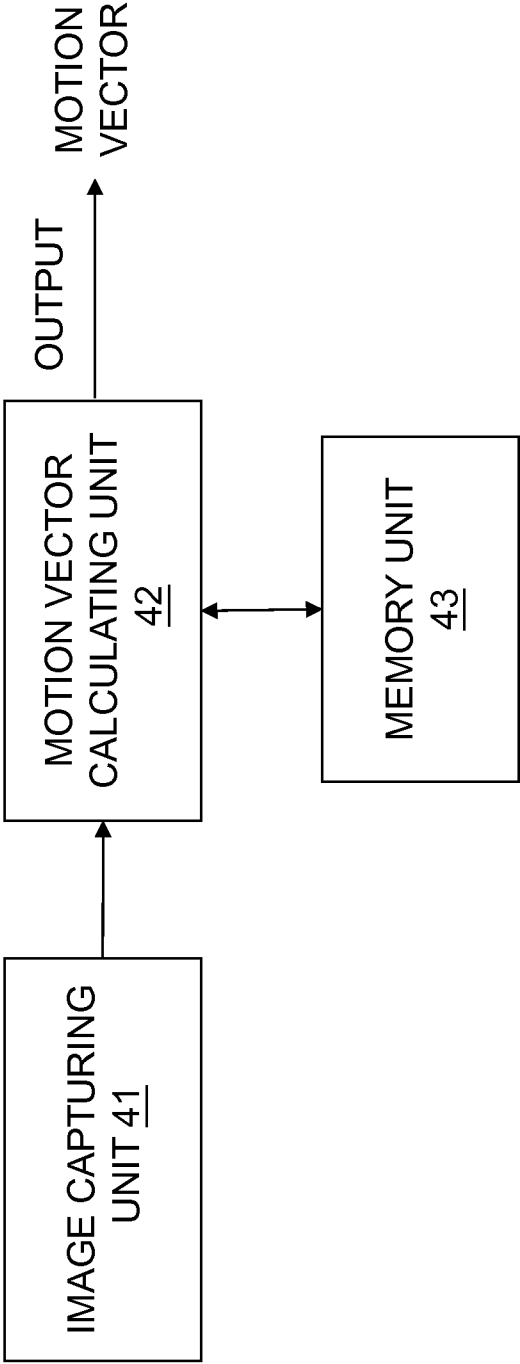 IMAGE CAPTURING
UNIT 41
MOTION VECTOR
CALCULATING UNIT
42
OUTPUT
MOTION
VECTOR
MEMORY UNIT
43